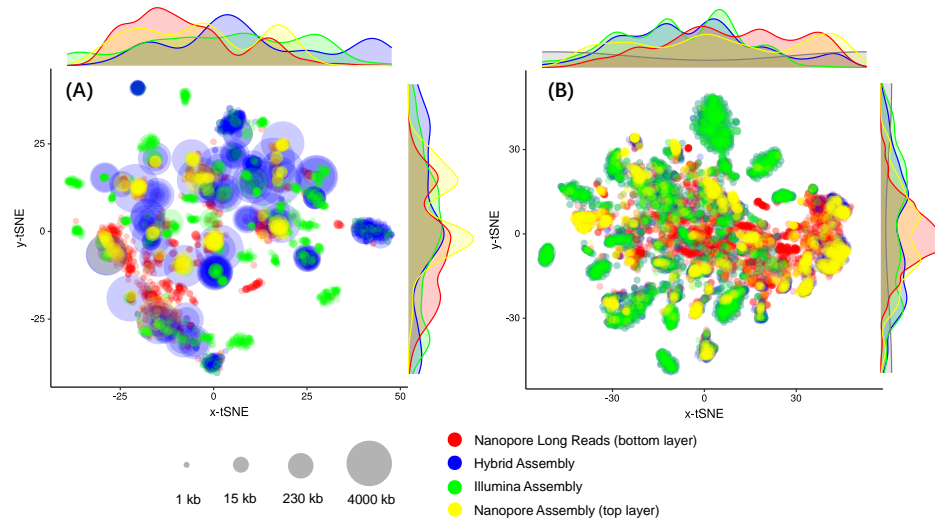 (A)
(B)
25
0
-25
y-tSNE
-25
0
25
50
x-tSNE
30
0
-30
y-tSNE
-30
0
30
x-tSNE
1 kb
15 kb
230 kb
4000 kb
Nanopore Long Reads (bottom layer)
Hybrid Assembly
Illumina Assembly
Nanopore Assembly (top layer)